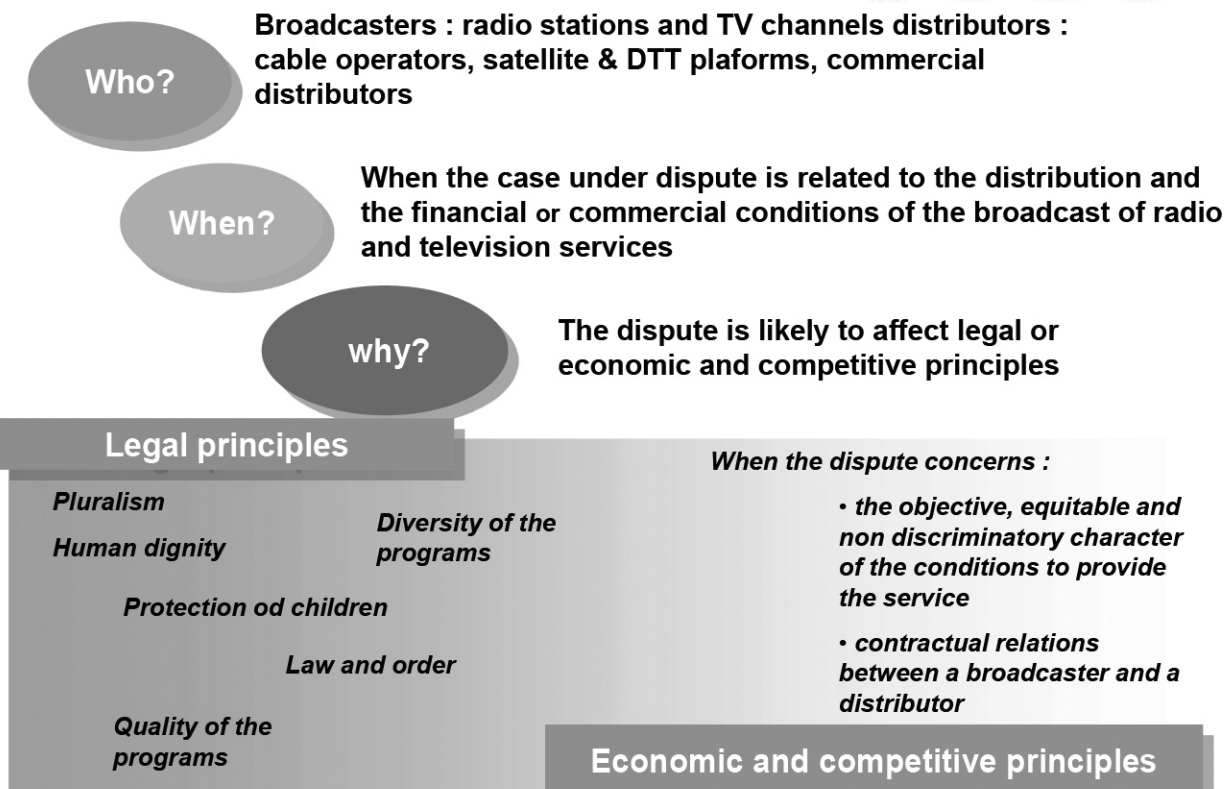 Who?
Broadcasters : radio stations and TV channels distributors :
cable operators, satellite & DTT plaforms, commercial
distributors
When?
When the case under dispute is related to the distribution and
the financial or commercial conditions of the broadcast of radio
and television services
why?
The dispute is likely to affect legal or
economic and competitive principles
Legal principles
Pluralism
Human dignity
Diversity of the
programs
Protection od children
Law and order
Quality of the
programs
When the dispute concerns :
• the objective, equitable and
non discriminatory character
of the conditions to provide
the service
• contractual relations
between a broadcaster and a
distributor
Economic and competitive principles